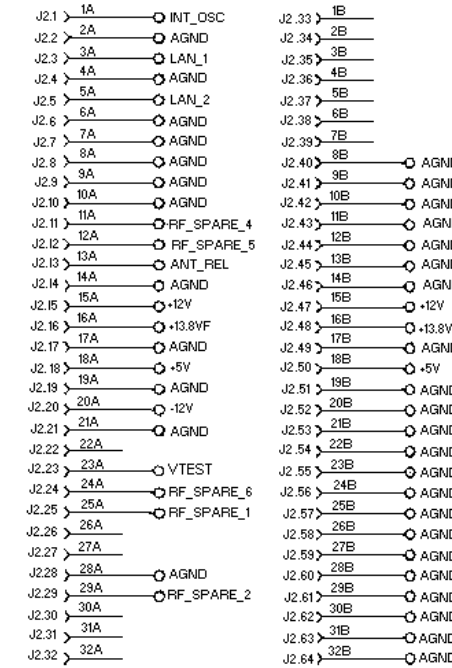 J2.1 1A INT_OSC
J2.2 2A AGND
J2.3 3A LAN_1
J2.4 4A AGND
J2.5 5A LAN_2
J2.6 6A AGND
J2.7 7A AGND
J2.8 8A AGND
J2.9 9A AGND
J2.10 10A AGND
J2.11 11A RF_SPARE_4
J2.12 12A RF_SPARE_5
J2.13 13A ANT_REL
J2.14 14A AGND
J2.15 15A +12V
J2.16 16A +13.8VF
J2.17 17A AGND
J2.18 18A +5V
J2.19 19A AGND
J2.20 20A -12V
J2.21 21A AGND
J2.22 22A
J2.23 23A VTEST
J2.24 24A RF_SPARE_6
J2.25 25A RF_SPARE_1
J2.26 26A
J2.27 27A
J2.28 28A AGND
J2.29 29A RF_SPARE_2
J2.30 30A
J2.31 31A
J2.32 32A
J2.33 1B
J2.34 2B
J2.35 3B
J2.36 4B
J2.37 5B
J2.38 6B
J2.39 7B
J2.40 8B AGND
J2.41 9B AGND
J2.42 10B AGND
J2.43 11B AGN
J2.44 12B AGND
J2.45 13B AGND
J2.46 14B AGN
J2.47 15B +12V
J2.48 16B +13.8V
J2.49 17B AGND
J2.50 18B +5V
J2.51 19B AGND
J2.52 20B AGND
J2.53 21B AGND
J2.54 22B AGND
J2.55 23B AGND
J2.56 24B AGND
J2.57 25B AGND
J2.58 26B AGND
J2.59 27B AGND
J2.60 28B AGND
J2.61 29B AGND
J2.62 30B AGND
J2.63 31B AGND
J2.64 32B AGND